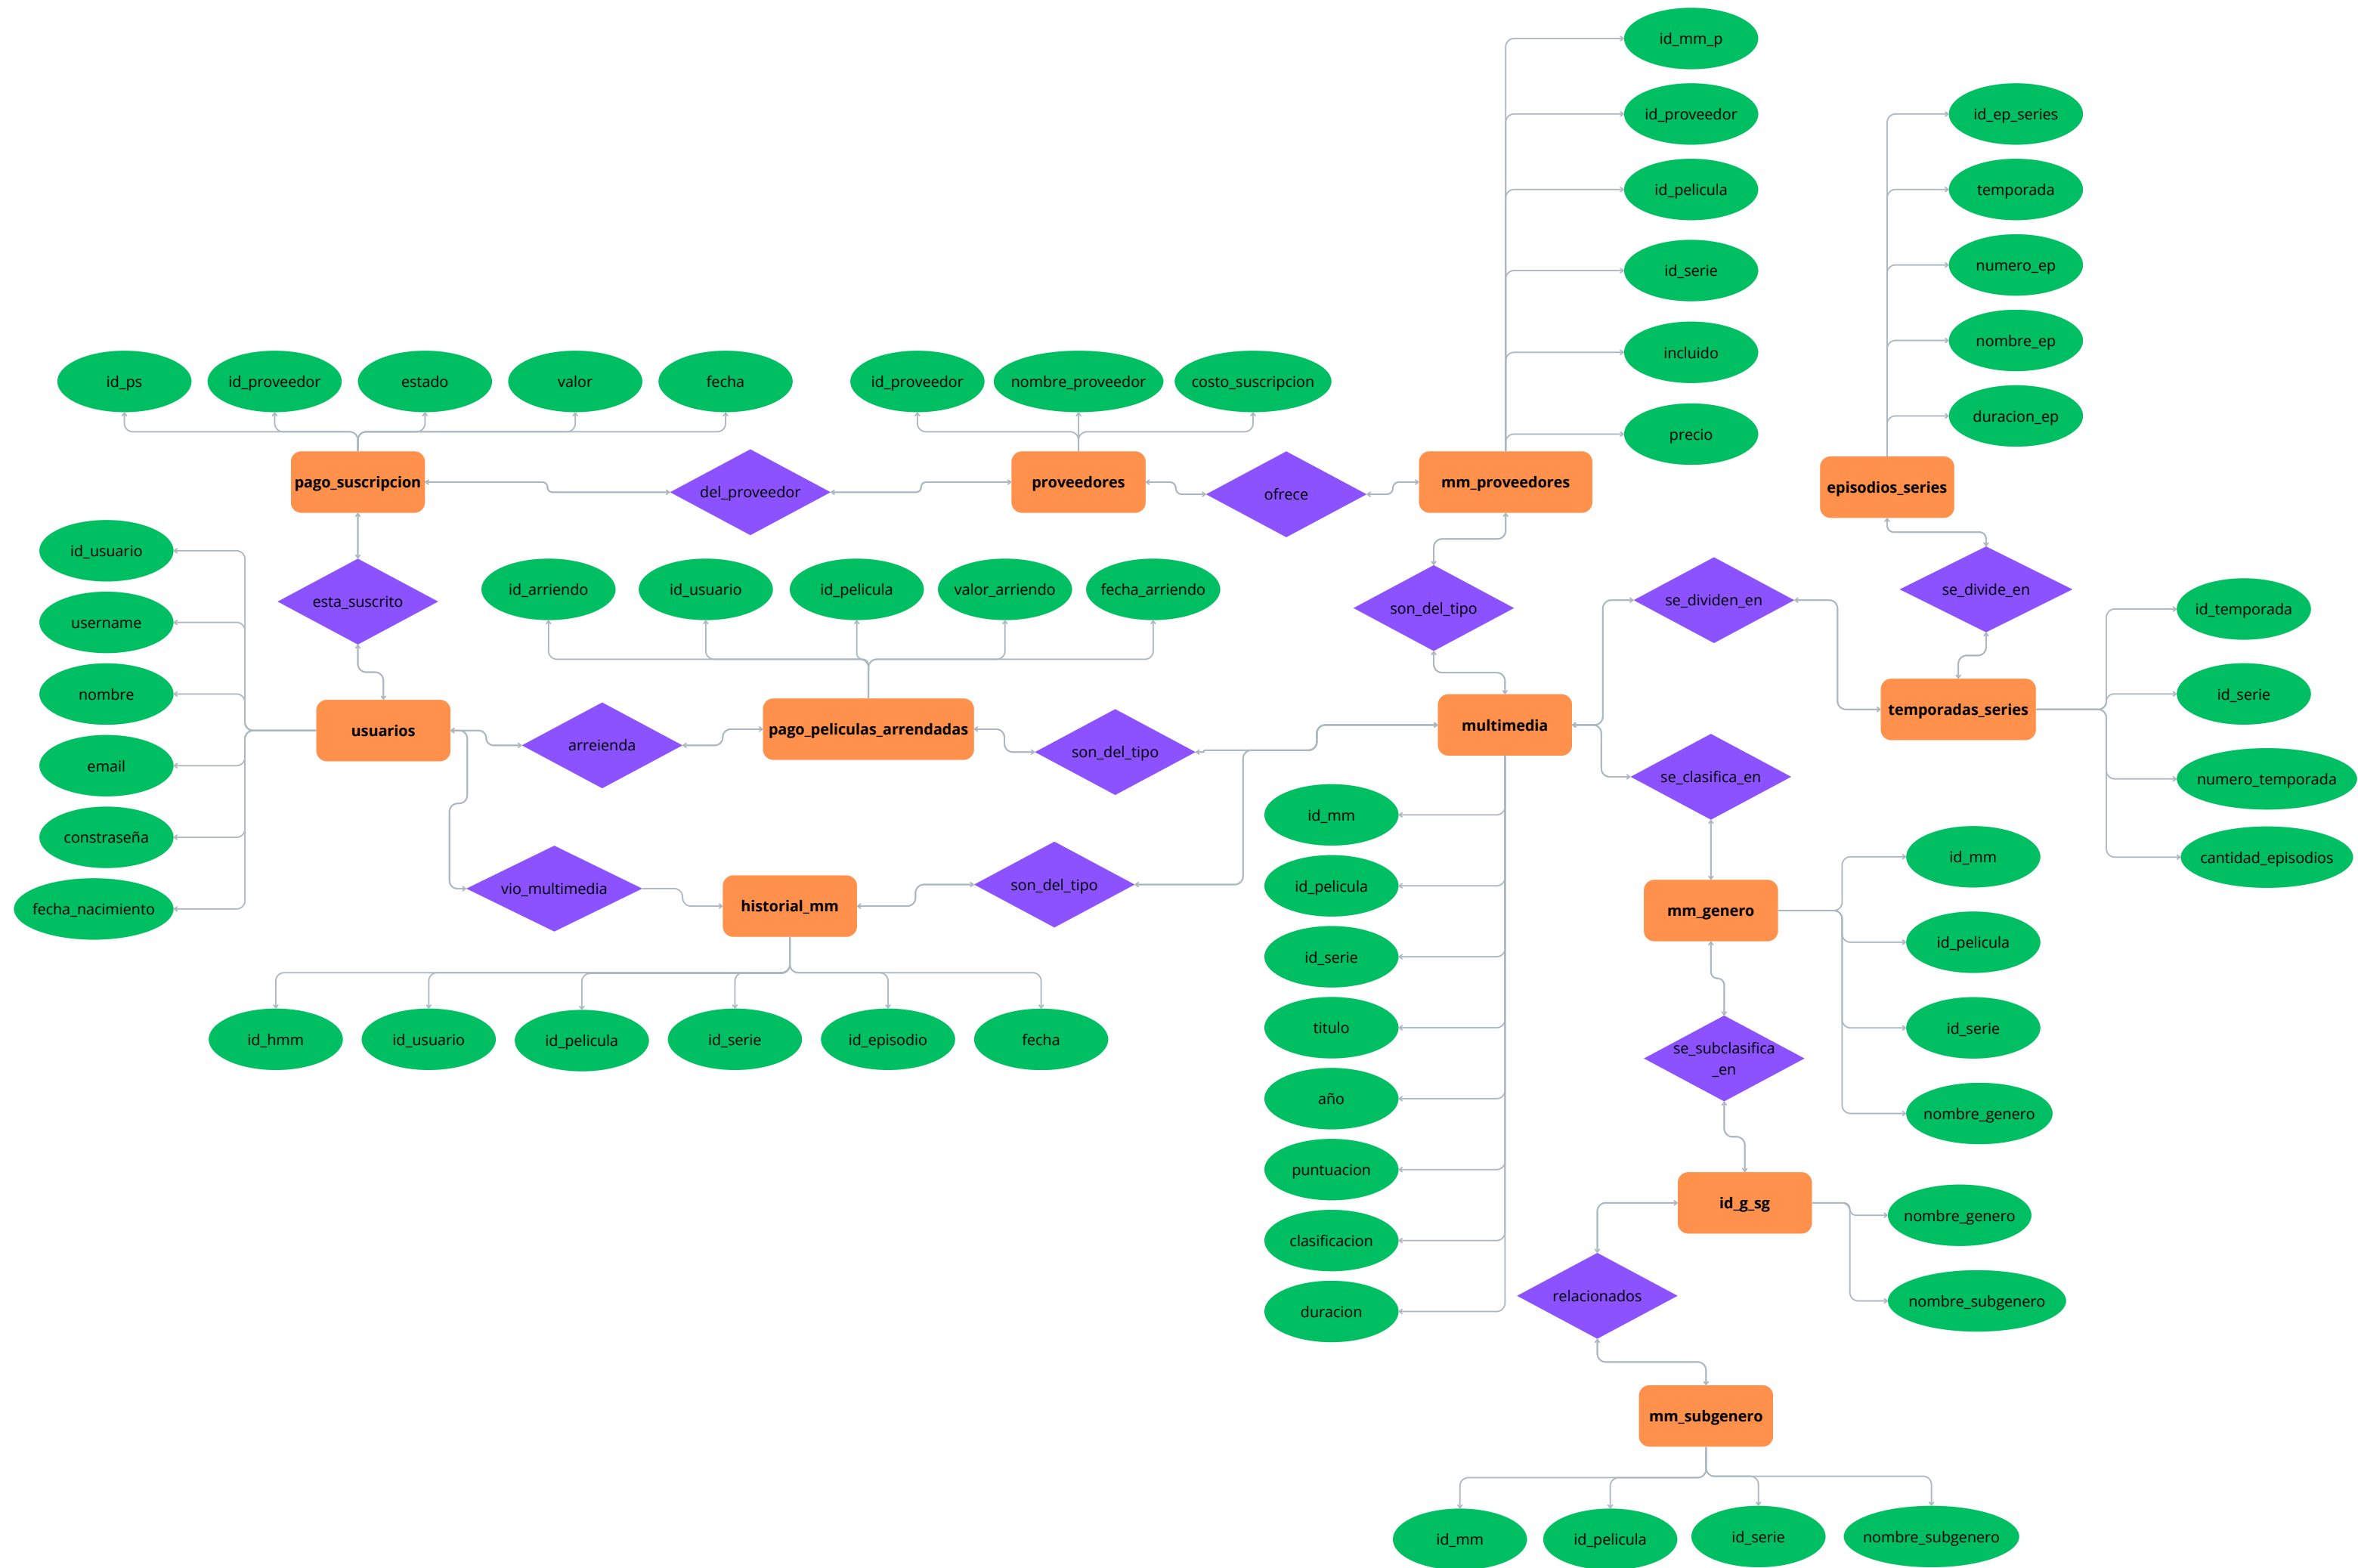 id_mm_p
id_proveedor
id_ep_series
id_pelicula
temporada
id_serie
numero_ep
incluido
nombre_ep
id_ps
id_proveedor
estado
valor
fecha
id_proveedor
nombre_proveedor
costo_suscripcion
precio
duracion_ep
pago_suscripcion
del_proveedor
proveedores
ofrece
mm_proveedores
episodios_series
id_usuario
username
nombre
email
constraseña
fecha_nacimiento
esta_suscrito
id_arriendo
id_usuario
id_pelicula
valor_arriendo
fecha_arriendo
son_del_tipo
se_dividen_en
se_divide_en
id_temporada
id_serie
numero_temporada
cantidad_episodios
usuarios
arreienda
pago_peliculas_arrendadas
son_del_tipo
multimedia
temporadas_series
se_clasifica_en
vio_multimedia
historial_mm
son_del_tipo
id_mm
id_pelicula
id_serie
titulo
año
puntuacion
clasificacion
duracion
mm_genero
id_mm
id_pelicula
id_serie
nombre_genero
id_hmm
id_usuario
id_pelicula
id_serie
id_episodio
fecha
se_subclasifica
_en
id_g_sg
nombre_genero
nombre_subgenero
relacionados
mm_subgenero
id_mm
id_pelicula
id_serie
nombre_subgenero